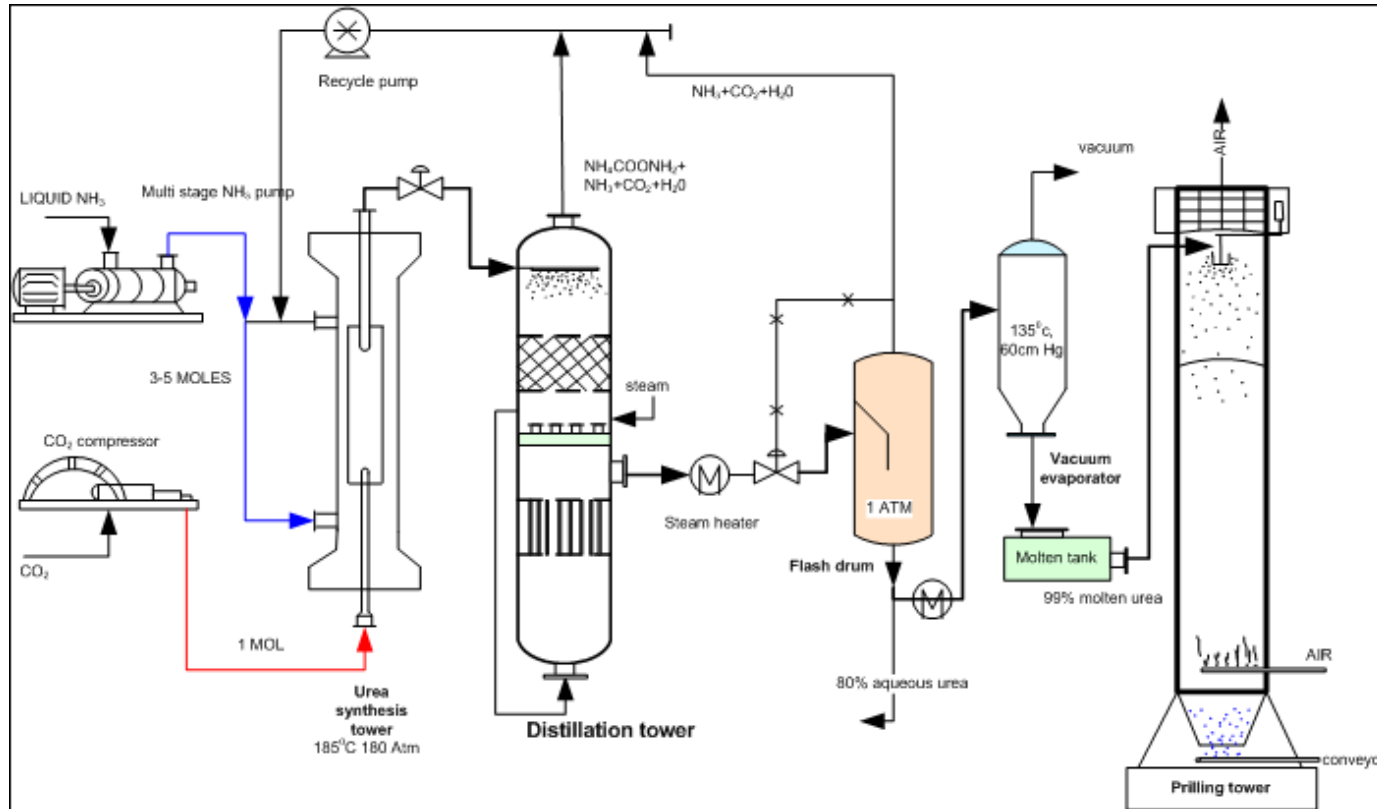 Recycle pump
NH₃+CO₂+H₂0
NH₄COONH₂+
NH₃+CO₂+H₂0
AIR
vacuum
Multi stage NH₃ pump
LIQUID NH₃
135⁰c,
60cm Hg
3-5 MOLES
steam
CO₂ compressor
Vacuum
evaporator
1 ATM
Steam heater
Molten tank
Flash drum
CO₂
99% molten urea
1 MOL
AIR
80% aqueous urea
Urea
synthesis
tower
185⁰C 180 Atm
Distillation tower
conveyo
Prilling tower